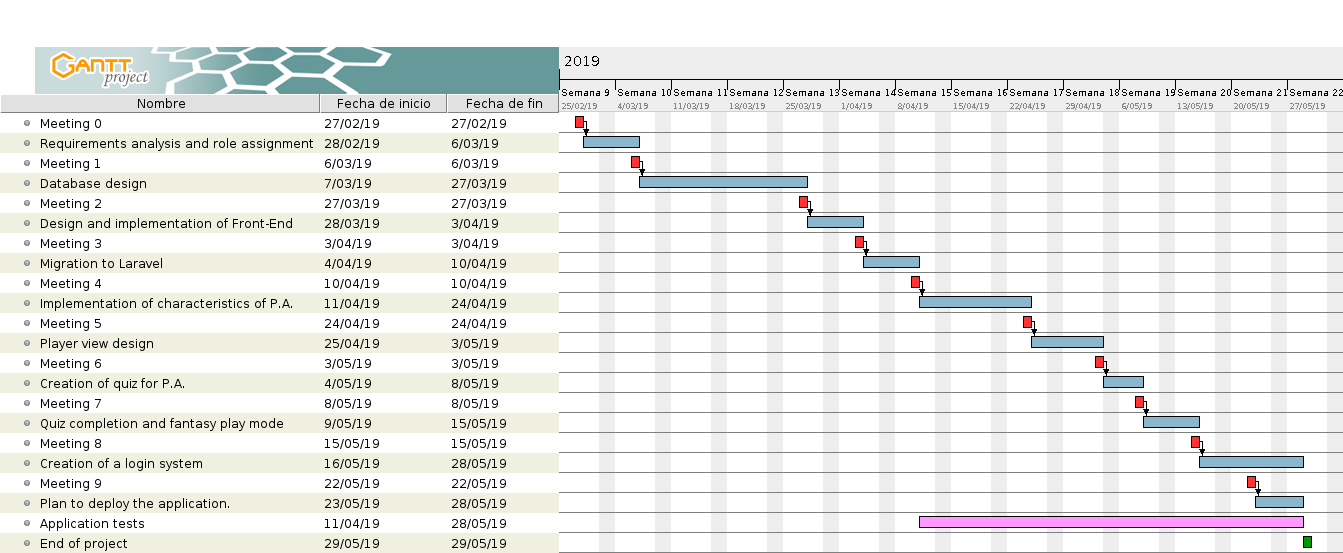 GANTT project
2019
Semana 9 Semana 10 Semana 11 Semana 12 Semana 13 Semana 14 Semana 15 Semana 16 Semana 17 Semana 18 Semana 19 Semana 20 Semana 21 Semana 22
Nombre Fecha de inicio Fecha de fin 25/02/19 4/03/19 11/03/19 18/03/19 25/03/19 1/04/19 8/04/19 15/04/19 22/04/19 29/04/19 6/05/19 13/05/19 20/05/19 27/05/19
Meeting 0 27/02/19 27/02/19
Requirements analysis and role assignment 28/02/19 6/03/19
Meeting 1 6/03/19 6/03/19
Database design 7/03/19 27/03/19
Meeting 2 27/03/19 27/03/19
Design and implementation of Front-End 28/03/19 3/04/19
Meeting 3 3/04/19 3/04/19
Migration to Laravel 4/04/19 10/04/19
Meeting 4 10/04/19 10/04/19
Implementation of characteristics of P.A. 11/04/19 24/04/19
Meeting 5 24/04/19 24/04/19
Player view design 25/04/19 3/05/19
Meeting 6 3/05/19 3/05/19
Creation of quiz for P.A. 4/05/19 8/05/19
Meeting 7 8/05/19 8/05/19
Quiz completion and fantasy play mode 9/05/19 15/05/19
Meeting 8 15/05/19 15/05/19
Creation of a login system 16/05/19 28/05/19
Meeting 9 22/05/19 22/05/19
Plan to deploy the application. 23/05/19 28/05/19
Application tests 11/04/19 28/05/19
End of project 29/05/19 29/05/19